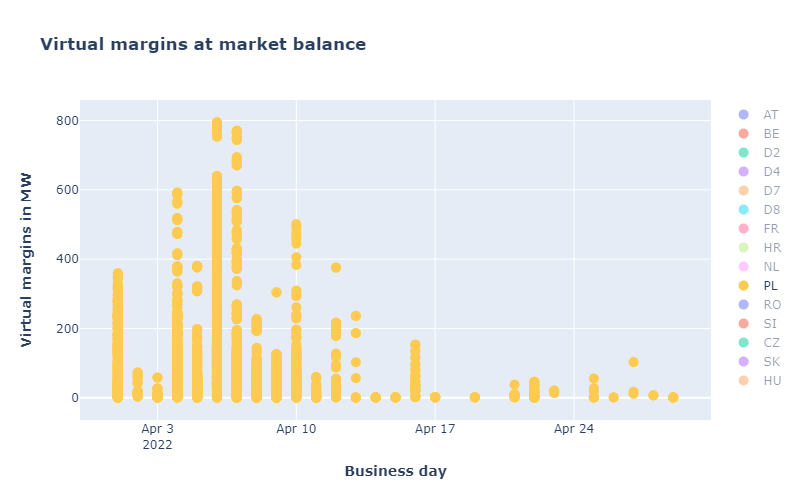 Virtual margins at market balance
Virtual margins in MW
800
600
400
200
0
Apr 3
2022
Apr 10
Apr 17
Apr 24
Business day
AT
BE
D2
D4
D7
D8
FR
HR
NL
PL
RO
SI
CZ
SK
HU